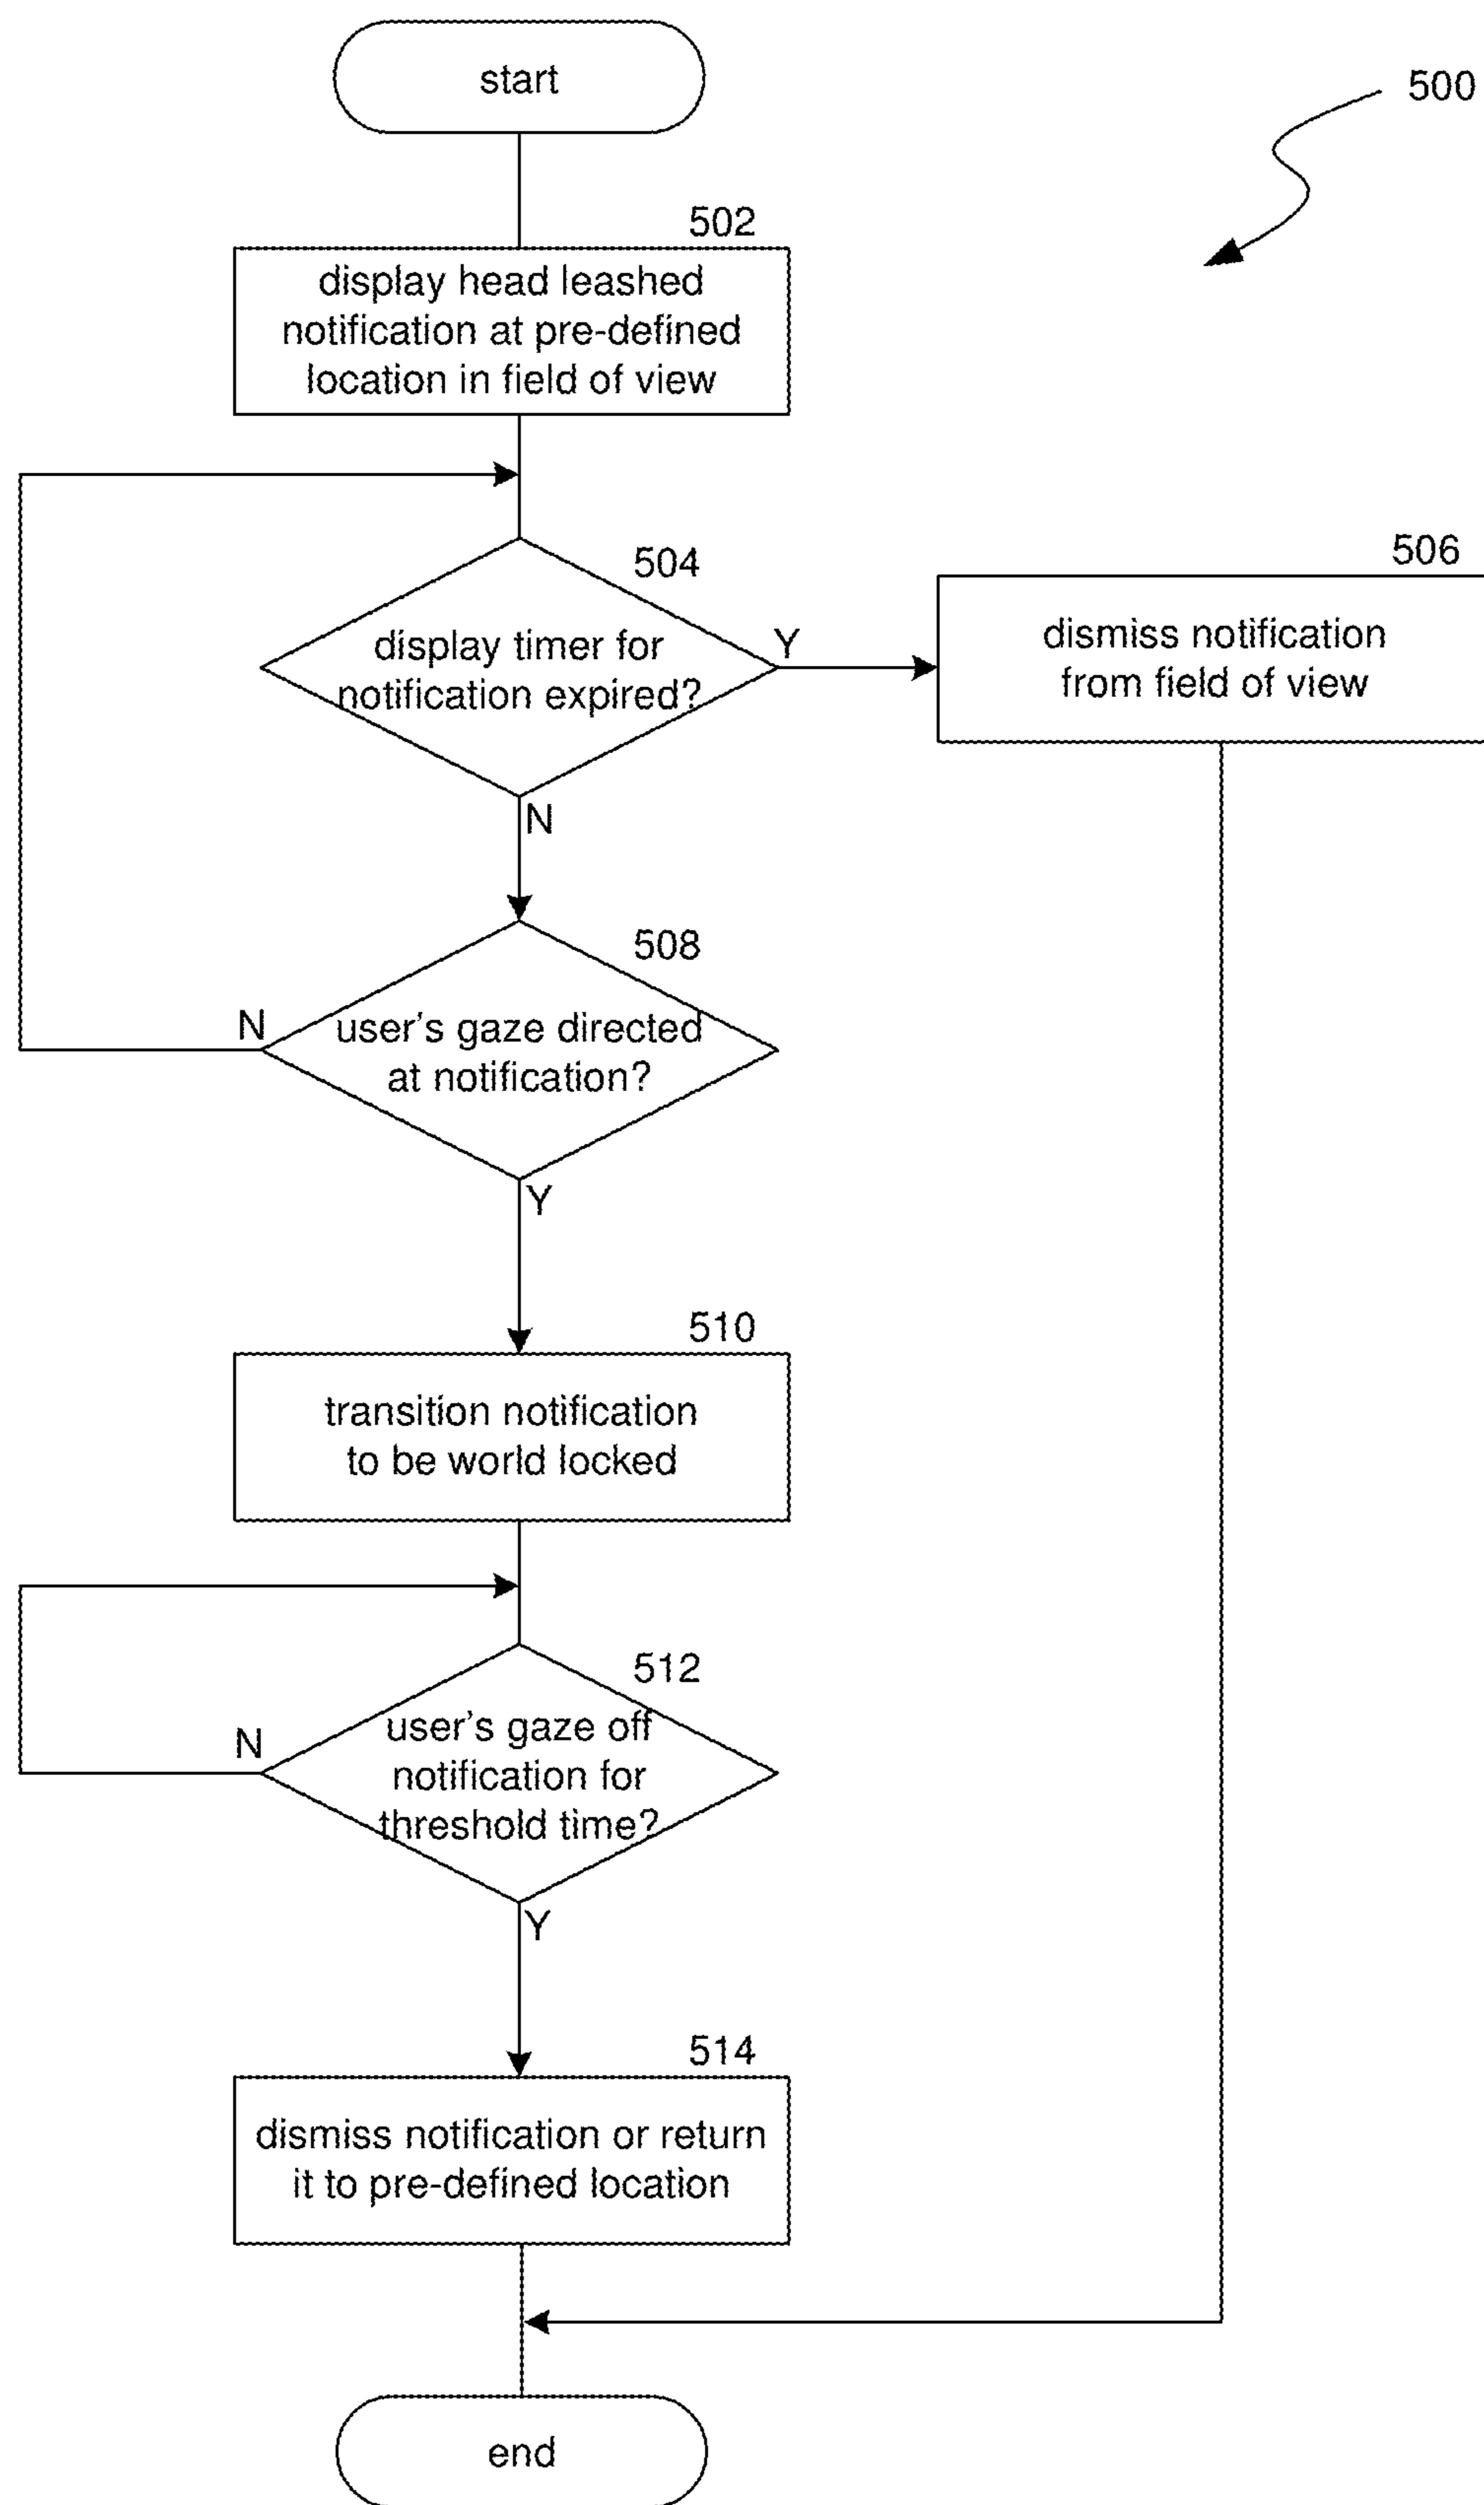 start
500
502
display head leashed
notification at pre-defined
location in field of view
504
display timer for
notification expired?
Y
N
506
dismiss notification
from field of view
508
user's gaze directed
at notification?
N
Y
510
transition notification
to be world locked
512
user's gaze off
notification for
threshold time?
N
Y
514
dismiss notification or return
it to pre-defined location
end